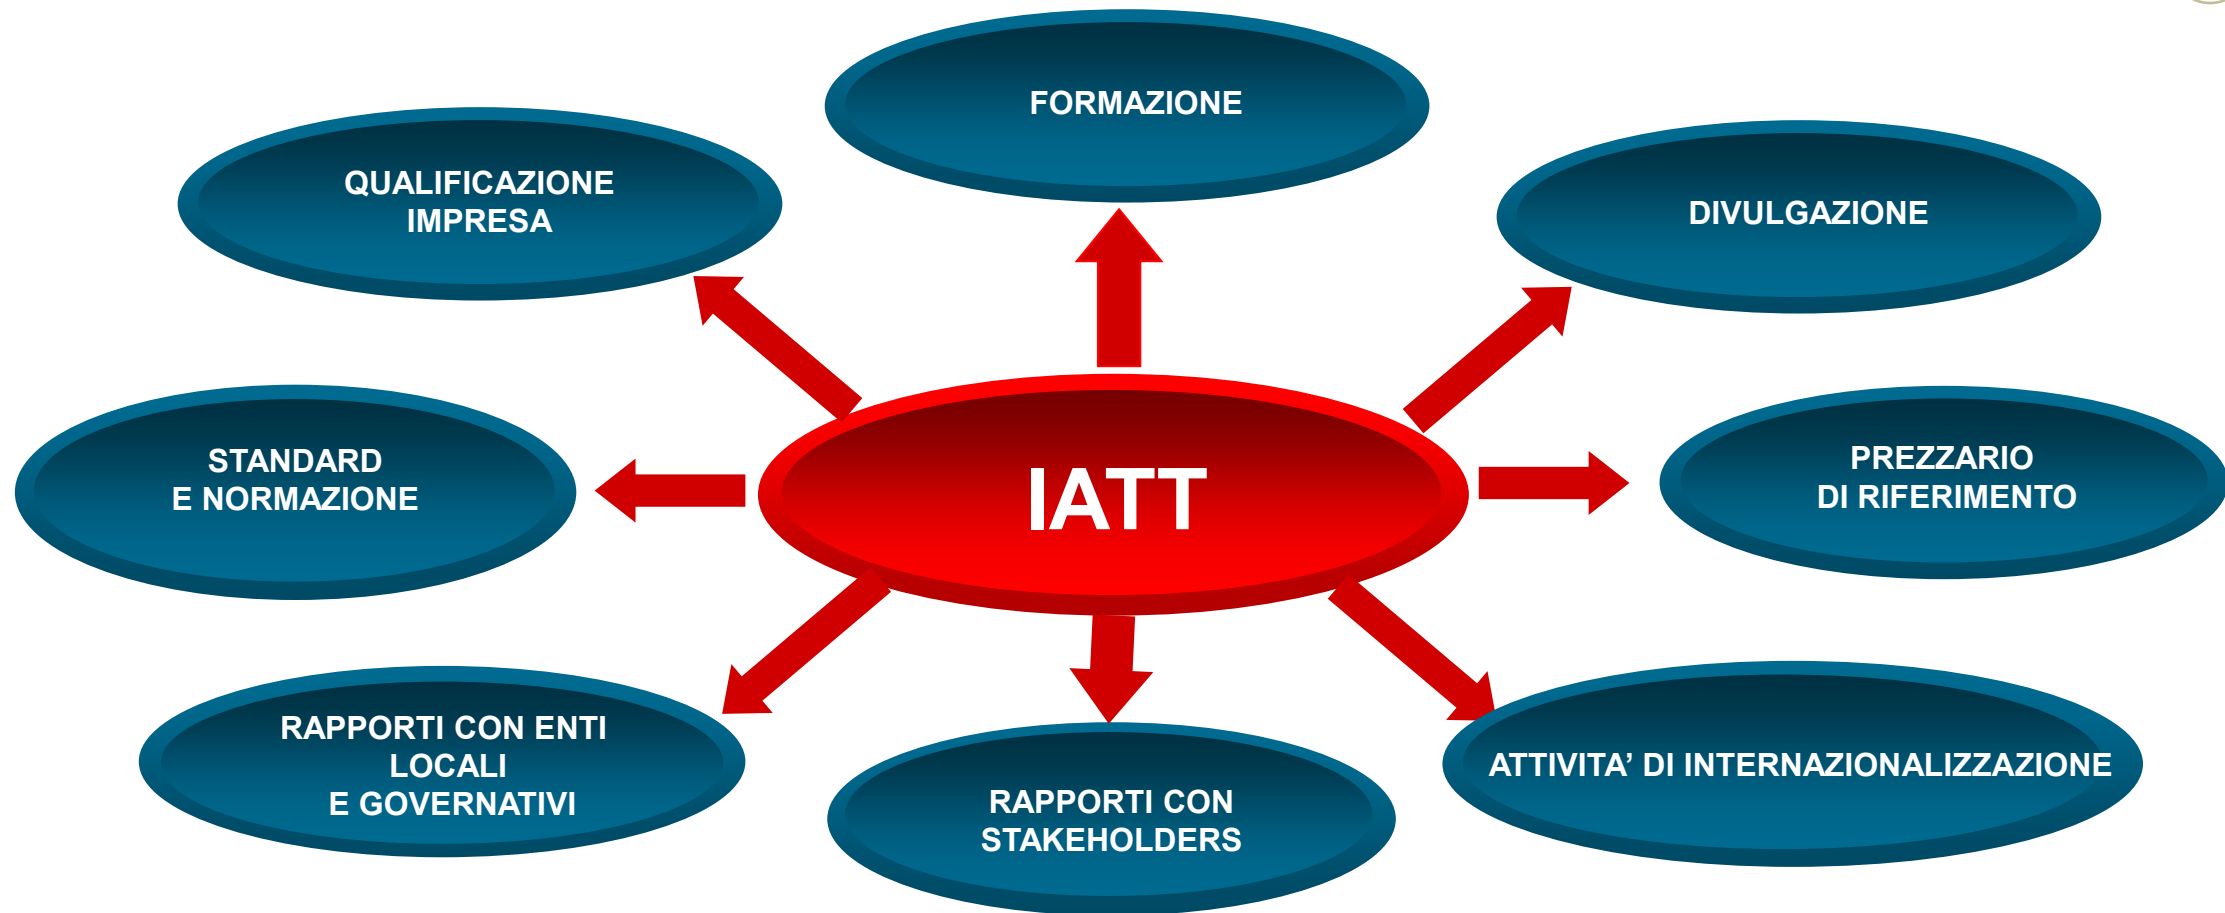 FORMAZIONE
QUALIFICAZIONE
IMPRESA
DIVULGAZIONE
STANDARD
E NORMAZIONE
IATT
PREZZARIO
DI RIFERIMENTO
RAPPORTI CON ENTI
LOCALI
E GOVERNATIVI
RAPPORTI CON
STAKEHOLDERS
ATTIVITA’ DI INTERNAZIONALIZZAZIONE